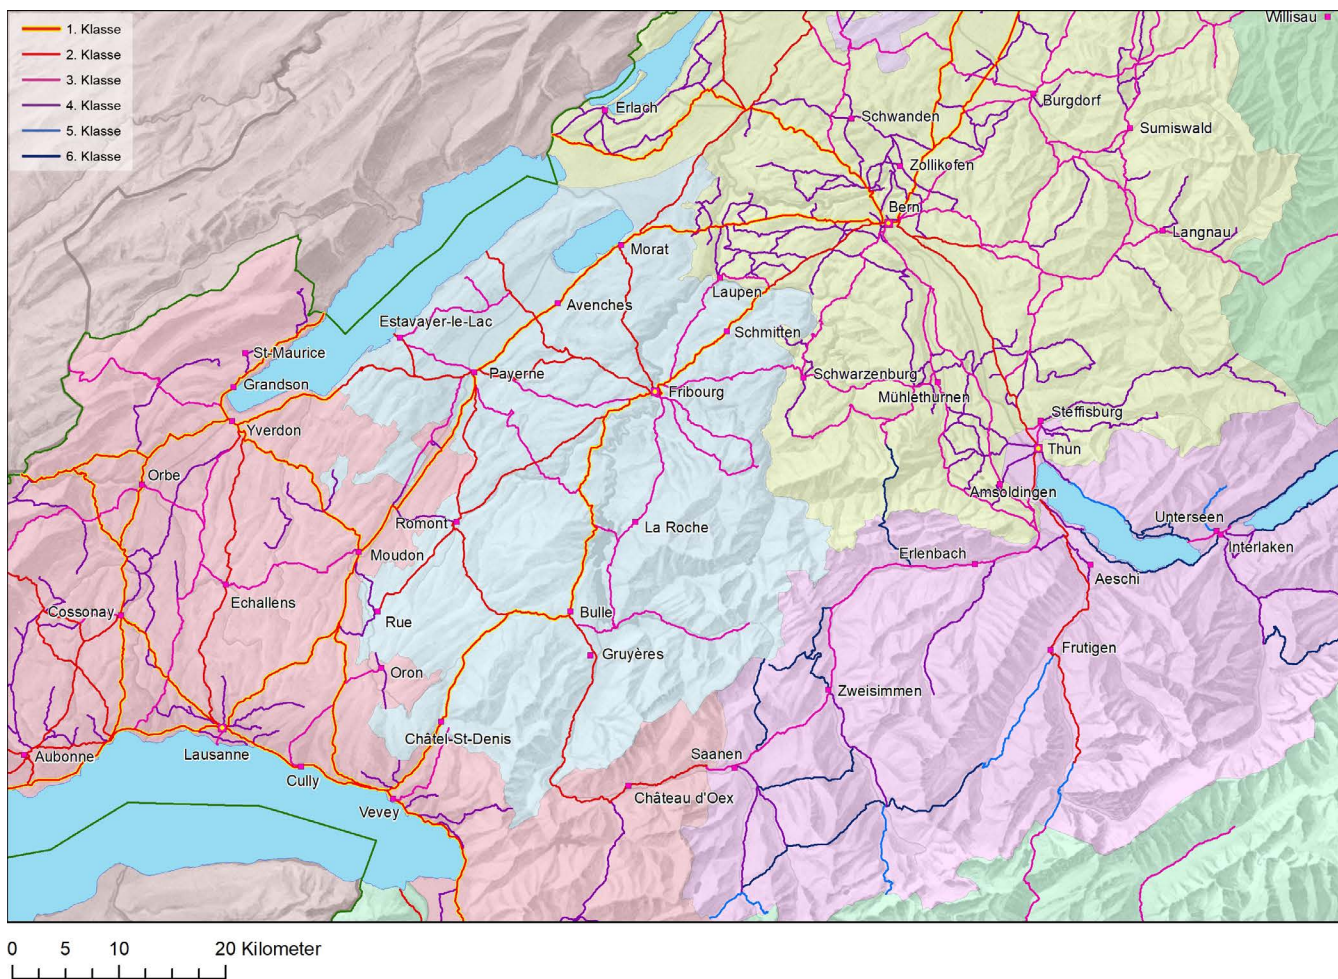 1. Klasse
2. Klasse
3. Klasse
4. Klasse
5. Klasse
6. Klasse
Willisau
Erlach
Burgdorf
Schwanden
Sumiswald
Zollikofen
Bern
Langnau
Morat
Laupen
Avenches
Estavayer-le-Lac
Schmitten
St-Maurice
Payerne
Schwarzenburg
Grandson
Fribourg
Mühlethurnen
Steffisburg
Yverdon
Thun
Orbe
Amsoldingen
Romont
La Roche
Unterseen
Interlaken
Moudon
Erlenbach
Aeschi
Echallens
Cossonay
Rue
Bulle
Gruyères
Frutigen
Oron
Zweisimmen
Châtel-St-Denis
Aubonne
Lausanne
Saanen
Cully
Château d'Oex
Vevey
0 5 10 20 Kilometer